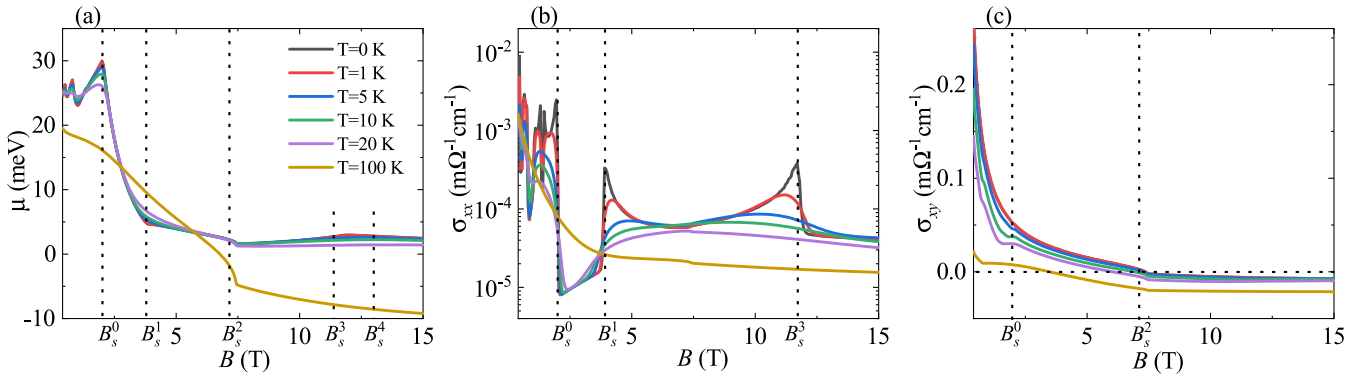 (a)
μ (meV)
30
20
10
0
-10
T=0 K
T=1 K
T=5 K
T=10 K
T=20 K
T=100 K
B_s^0 B_s^1 5 B_s^2 10 B_s^3 B_s^4 15
B (T)
(b)
σ_xx (mΩ^-1cm^-1)
10^-2
10^-3
10^-4
10^-5
B_s^0 B_s^1 5 10 B_s^3 15
B (T)
(c)
σ_xy (mΩ^-1cm^-1)
0.2
0.1
0.0
B_s^0 5 B_s^2 10 15
B (T)